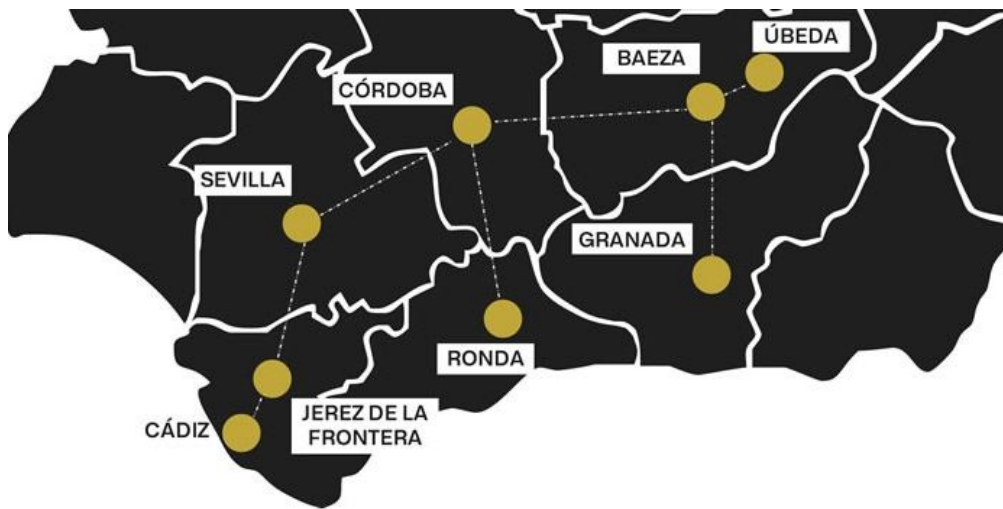 ÚBEDA
BAEZA
CÓRDOBA
SEVILLA
GRANADA
RONDA
JEREZ DE LA
FRONTERA
CÁDIZ